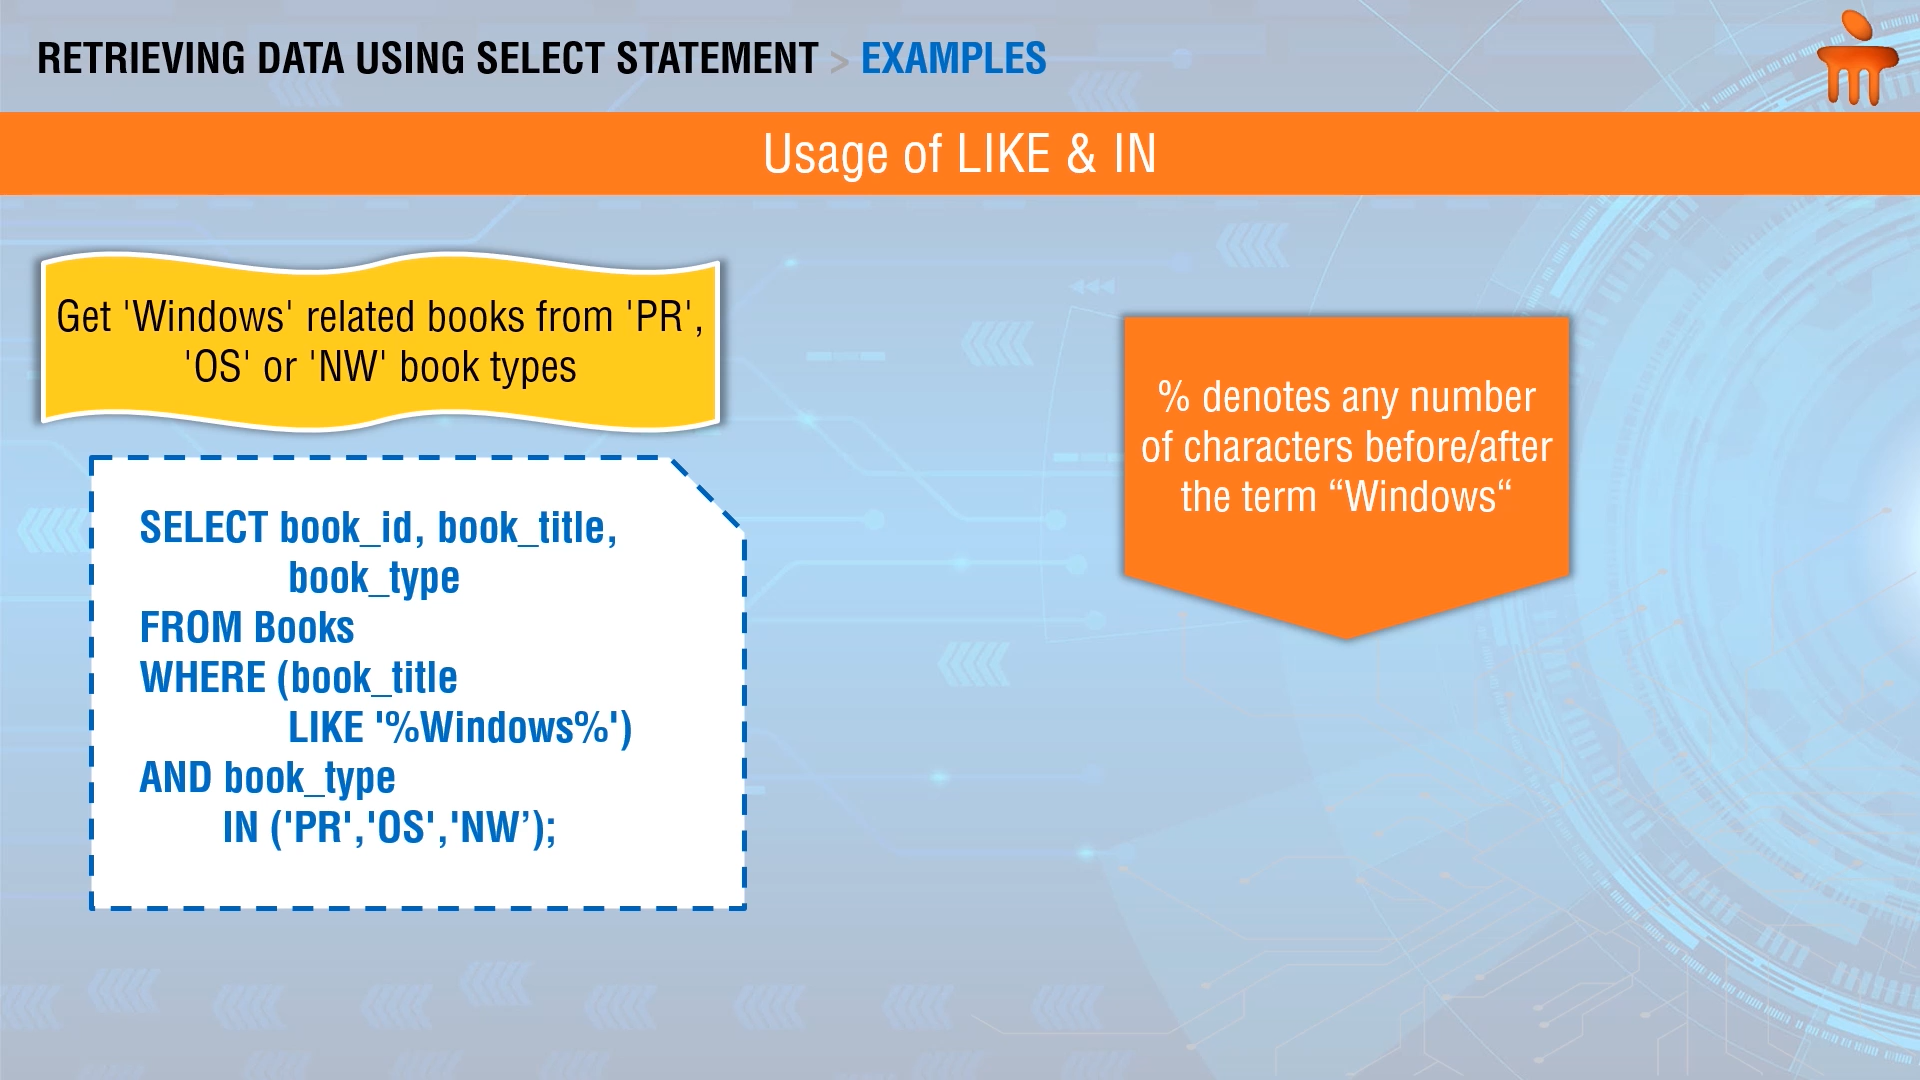 RETRIEVING DATA USING SELECT STATEMENT > EXAMPLES
Usage of LIKE & IN
Get 'Windows' related books from 'PR',
'OS' or 'NW' book types
SELECT book_id, book_title,
book_type
FROM Books
WHERE (book_title
LIKE '%Windows%')
AND book_type
IN ('PR','OS','NW’);
% denotes any number
of characters before/after
the term “Windows“